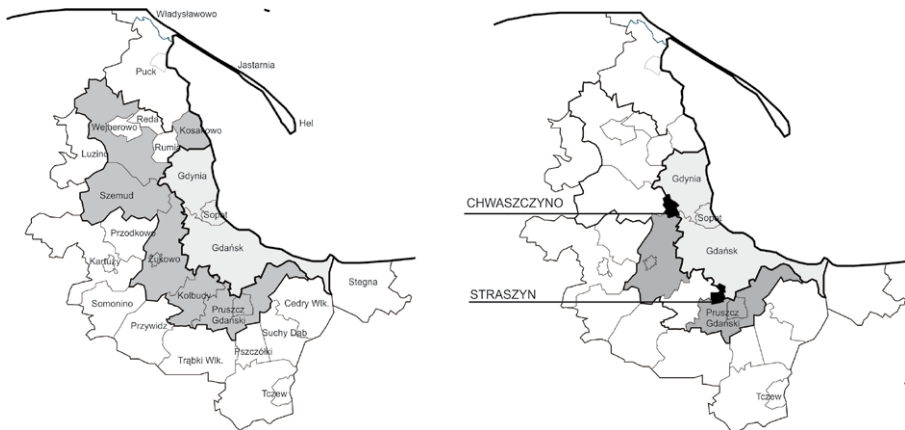 Władysławowo
Jastarnia
Puck
Hel
Reda
Wejherowo
Kosakowo
Rumia
Luzino
Gdynia
Szemud
Sopot
Przodkowo
Gdańsk
Kartuzy
Żukowo
Stegna
Kolbudy
Somonino
Cedry Wlk.
Pruszcz
Gdański
Przywidz
Suchy Dąb
Pszczółki
Trąbki Wlk.
Tczew
Gdynia
CHWASZCZYNO
Sopot
Gdańsk
STRASZYN
Pruszcz
Gdański
Tczew